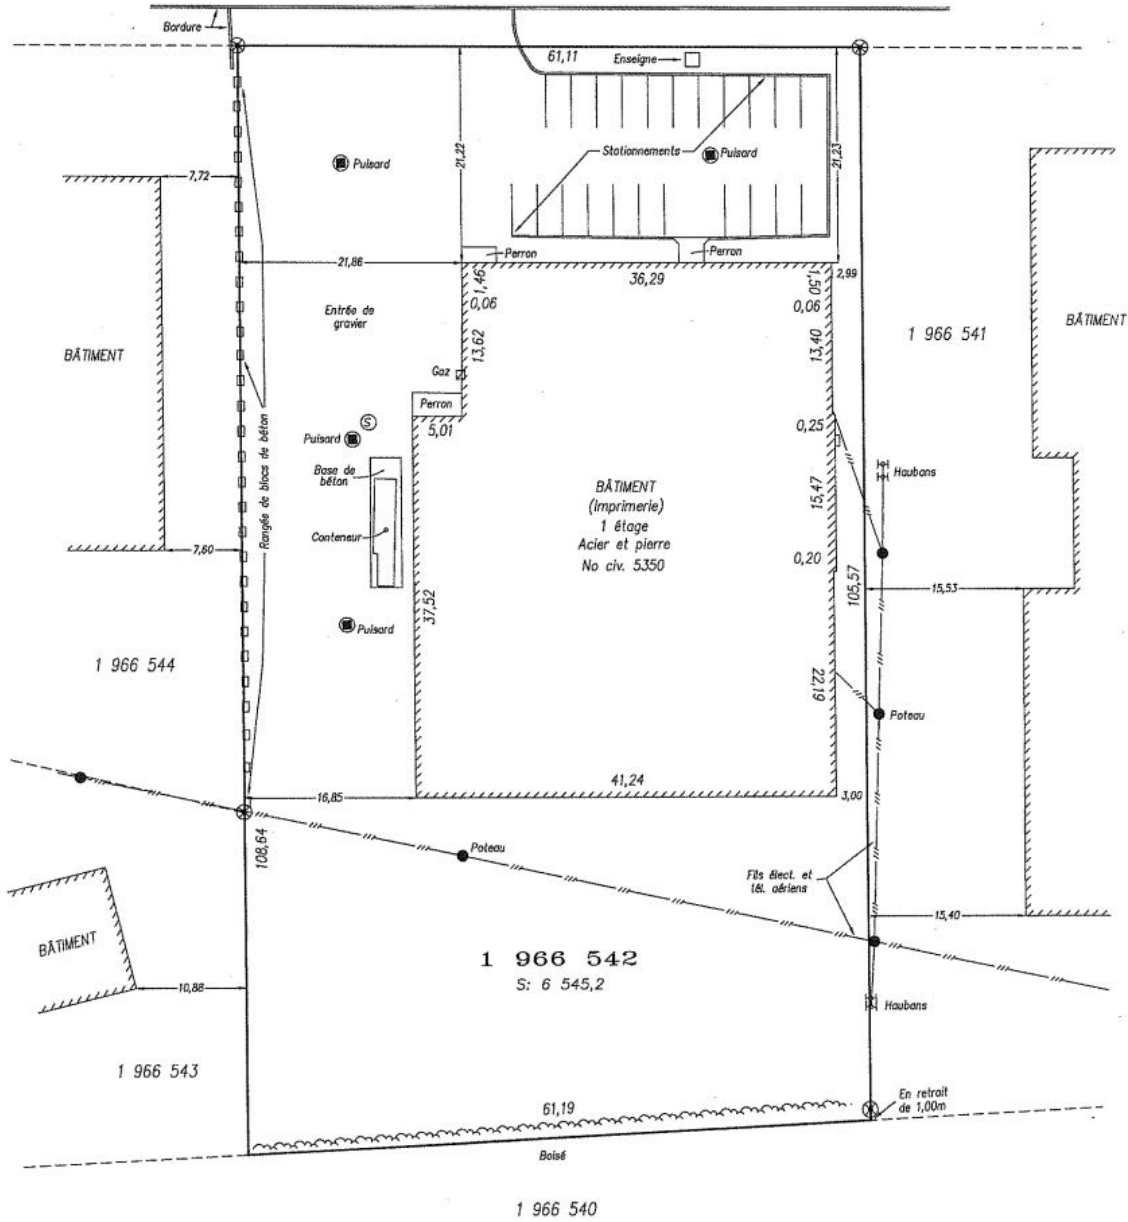 Bordure
61,11
Enseigne
21,22
21,23
Stationnements
Puisard
Puisard
7,72
Perron
Perron
21,86
36,29
2,99
1,46
0,06
1,50
0,06
Entrée de
gravier
13,62
13,40
1 966 541
BÂTIMENT
BÂTIMENT
Gaz
Perron
5,01
0,25
Puisard
S
Rangée de blocs de béton
Base de
béton
Haubans
BÂTIMENT
(Imprimerie)
1 étage
Acier et pierre
No civ. 5350
15,47
Conteneur
7,60
0,20
105,57
15,53
37,52
Puisard
1 966 544
22,19
Poteau
41,24
16,85
3,00
108,64
Poteau
Fils élect. et
tél. aériens
15,40
BÂTIMENT
1 966 542
S: 6 545,2
10,88
Haubans
1 966 543
En retrait
de 1,00m
61,19
Boisé
1 966 540